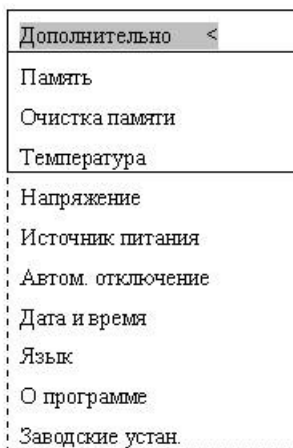 Дополнительно <
Память
Очистка памяти
Температура
Напряжение
Источник питания
Автом. отключение
Дата и время
Язык
О программе
Заводские устан.